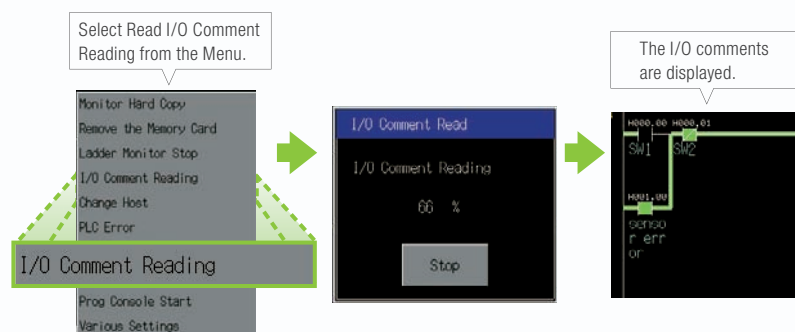 Select Read I/O Comment
Reading from the Menu.
Monitor Hard Copy
Remove the Memory Card
Ladder Monitor Stop
I/O Comment Reading
Change Host
PLC Error
I/O Comment Reading
Prog Console Start
Various Settings
I/O Comment Read
I/O Comment Reading
66 %
Stop
The I/O comments
are displayed.
H000.00 H000.01
SW1 SW2
H001.00
senso
r err
or